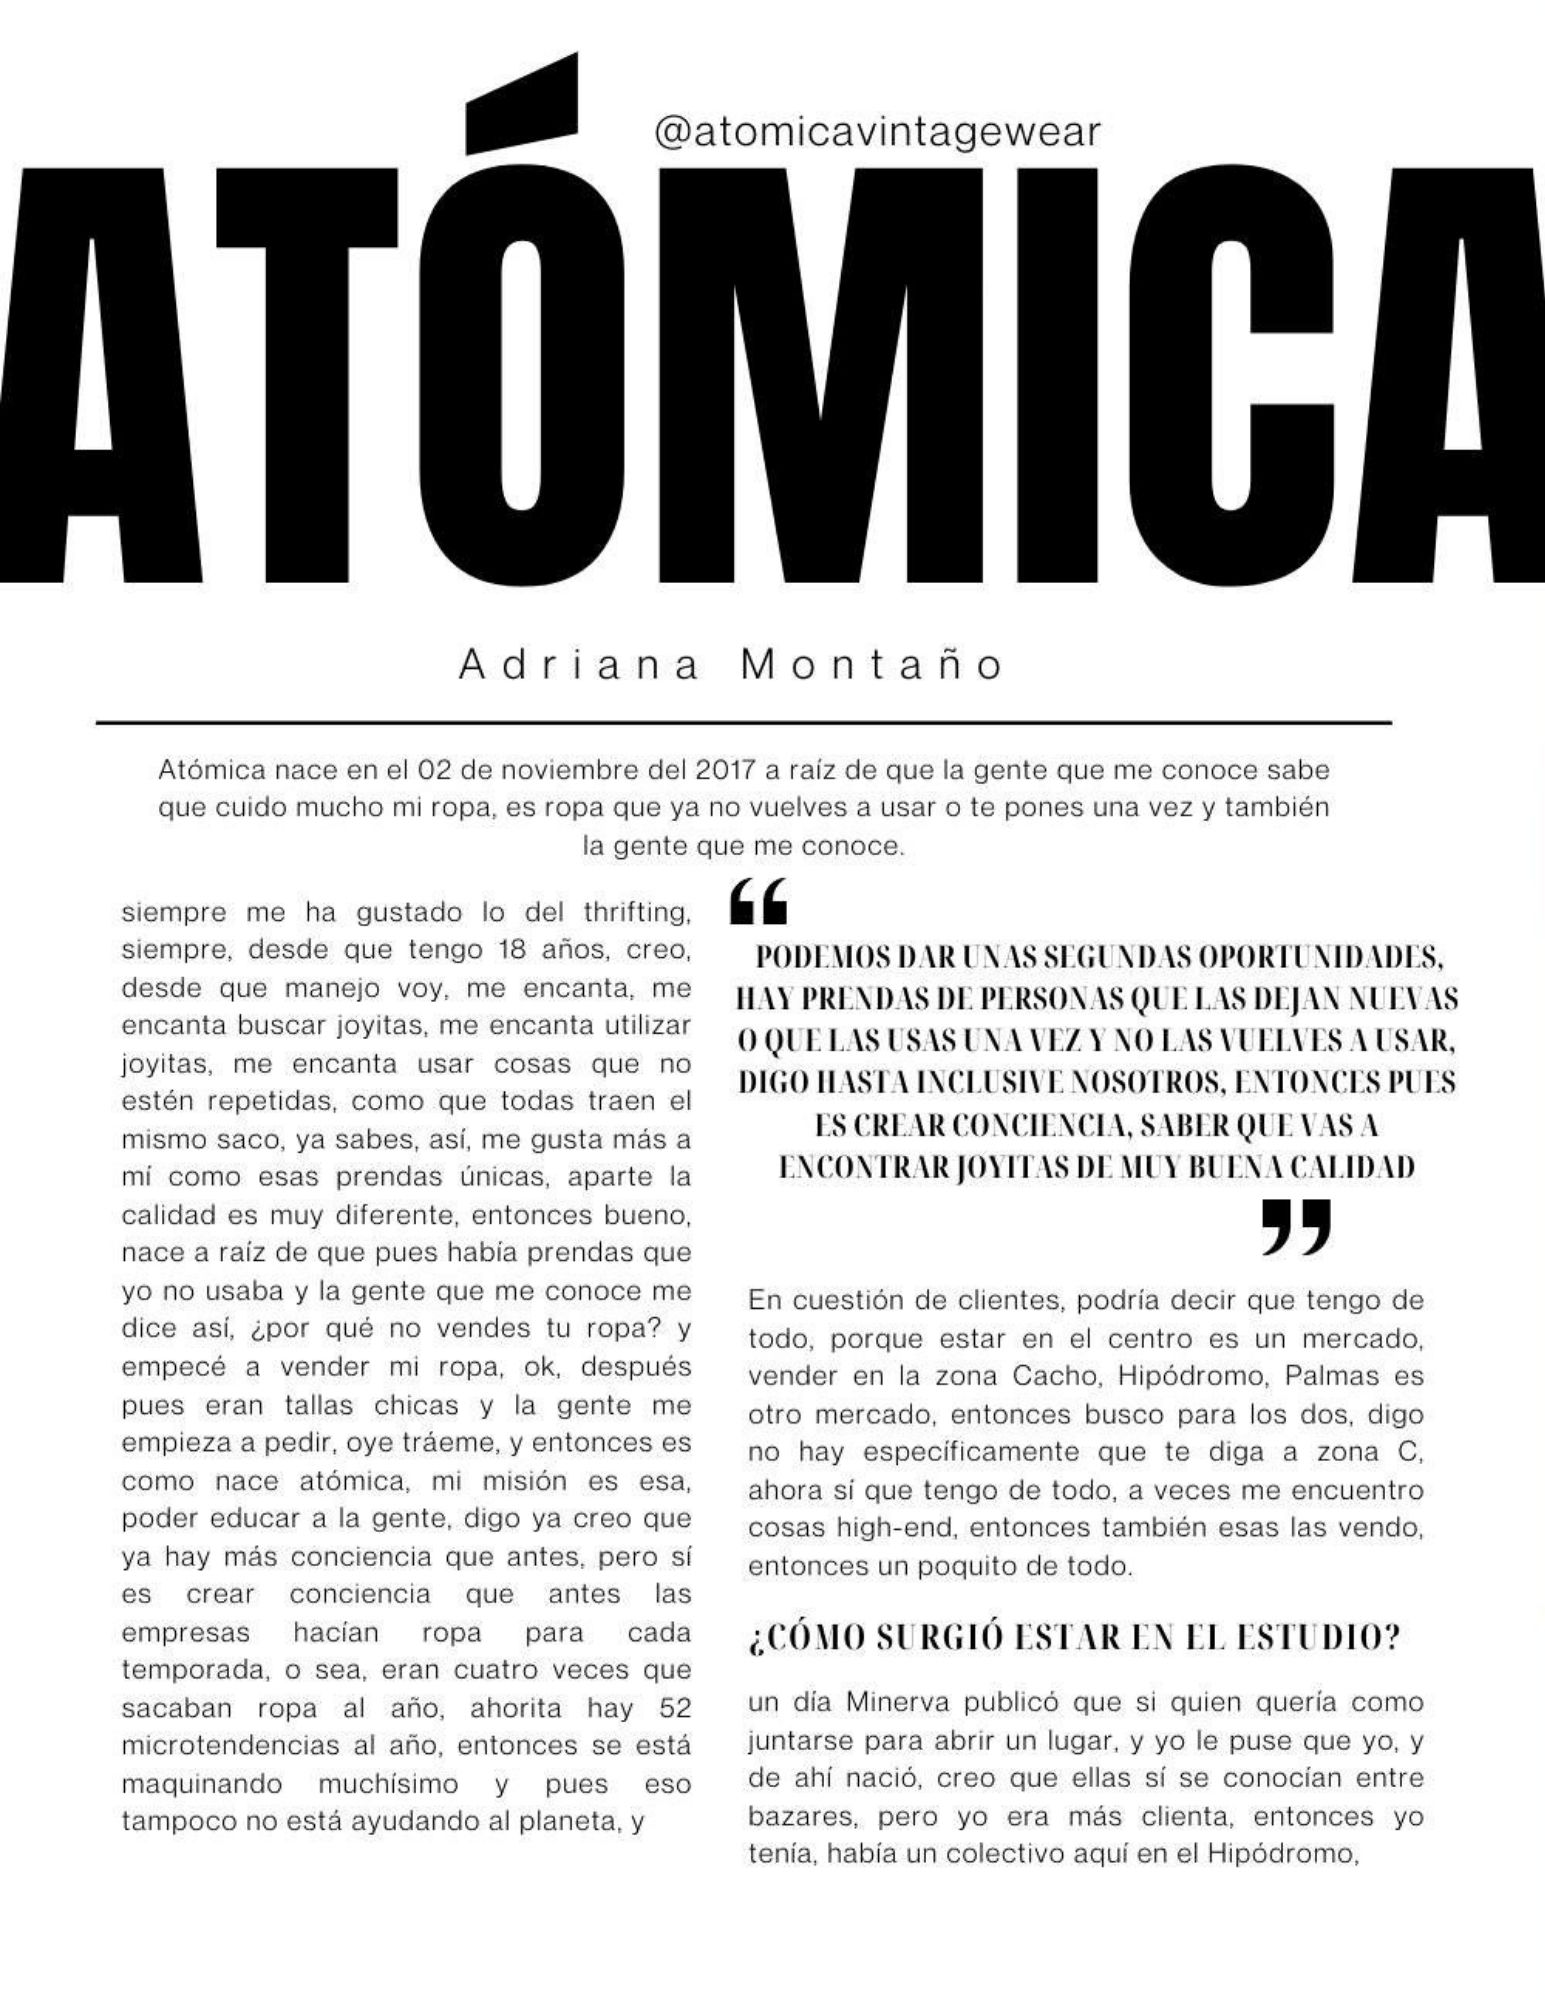 @atomicavintagewear
ATÓMICA
Adriana Montaño
Atómica nace en el 02 de noviembre del 2017 a raíz de que la gente que me conoce sabe
que cuido mucho mi ropa, es ropa que ya no vuelves a usar o te pones una vez y también
la gente que me conoce.
siempre me ha gustado lo del thrifting,
siempre, desde que tengo 18 años, creo,
desde que manejo voy, me encanta, me
encanta buscar joyitas, me encanta utilizar
joyitas, me encanta usar cosas que no
estén repetidas, como que todas traen el
mismo saco, ya sabes, así, me gusta más a
mí como esas prendas únicas, aparte la
calidad es muy diferente, entonces bueno,
nace a raíz de que pues había prendas que
yo no usaba y la gente que me conoce me
dice así, ¿por qué no vendes tu ropa? y
empecé a vender mi ropa, ok, después
pues eran tallas chicas y la gente me
empieza a pedir, oye tráeme, y entonces es
como nace atómica, mi misión es esa,
poder educar a la gente, digo ya creo que
ya hay más conciencia que antes, pero sí
es crear conciencia que antes las
empresas hacían ropa para cada
temporada, o sea, eran cuatro veces que
sacaban ropa al año, ahorita hay 52
microtendencias al año, entonces se está
maquinando muchísimo y pues eso
tampoco no está ayudando al planeta, y
“
PODEMOS DAR UNAS SEGUNDAS OPORTUNIDADES,
HAY PRENDAS DE PERSONAS QUE LAS DEJAN NUEVAS
O QUE LAS USAS UNA VEZ Y NO LAS VUELVES A USAR,
DIGO HASTA INCLUSIVE NOSOTROS, ENTONCES PUES
ES CREAR CONCIENCIA, SABER QUE VAS A
ENCONTRAR JOYITAS DE MUY BUENA CALIDAD
”
En cuestión de clientes, podría decir que tengo de
todo, porque estar en el centro es un mercado,
vender en la zona Cacho, Hipódromo, Palmas es
otro mercado, entonces busco para los dos, digo
no hay específicamente que te diga a zona C,
ahora sí que tengo de todo, a veces me encuentro
cosas high-end, entonces también esas las vendo,
entonces un poquito de todo.
¿CÓMO SURGIÓ ESTAR EN EL ESTUDIO?
un día Minerva publicó que si quien quería como
juntarse para abrir un lugar, y yo le puse que yo, y
de ahí nació, creo que ellas sí se conocían entre
bazares, pero yo era más clienta, entonces yo
tenía, había un colectivo aquí en el Hipódromo,